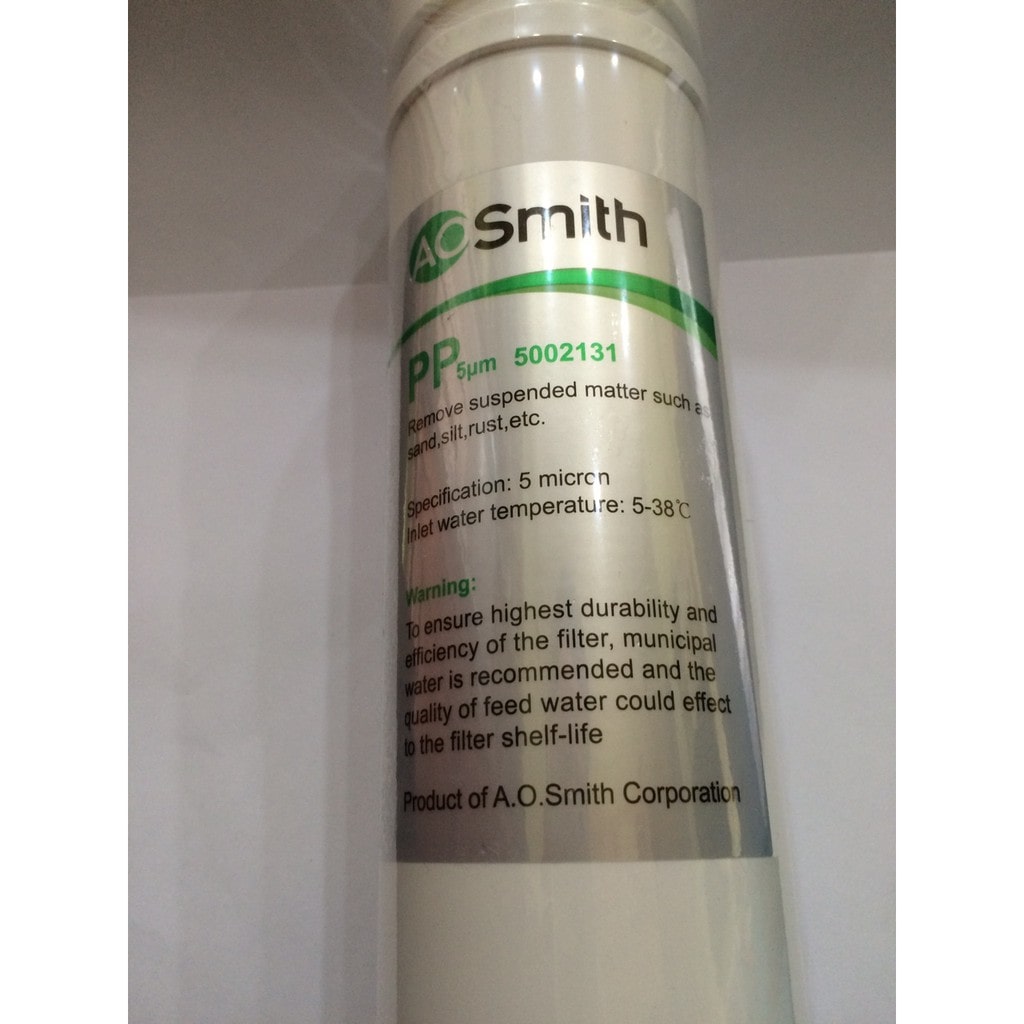 AO Smith
PP 5µm 5002131
Remove suspended matter such as
sand,silt,rust,etc.
Specification: 5 micron
Inlet water temperature: 5-38℃
Warning:
To ensure highest durability and
efficiency of the filter, municipal
water is recommended and the
quality of feed water could effect
to the filter shelf-life
Product of A.O.Smith Corporation